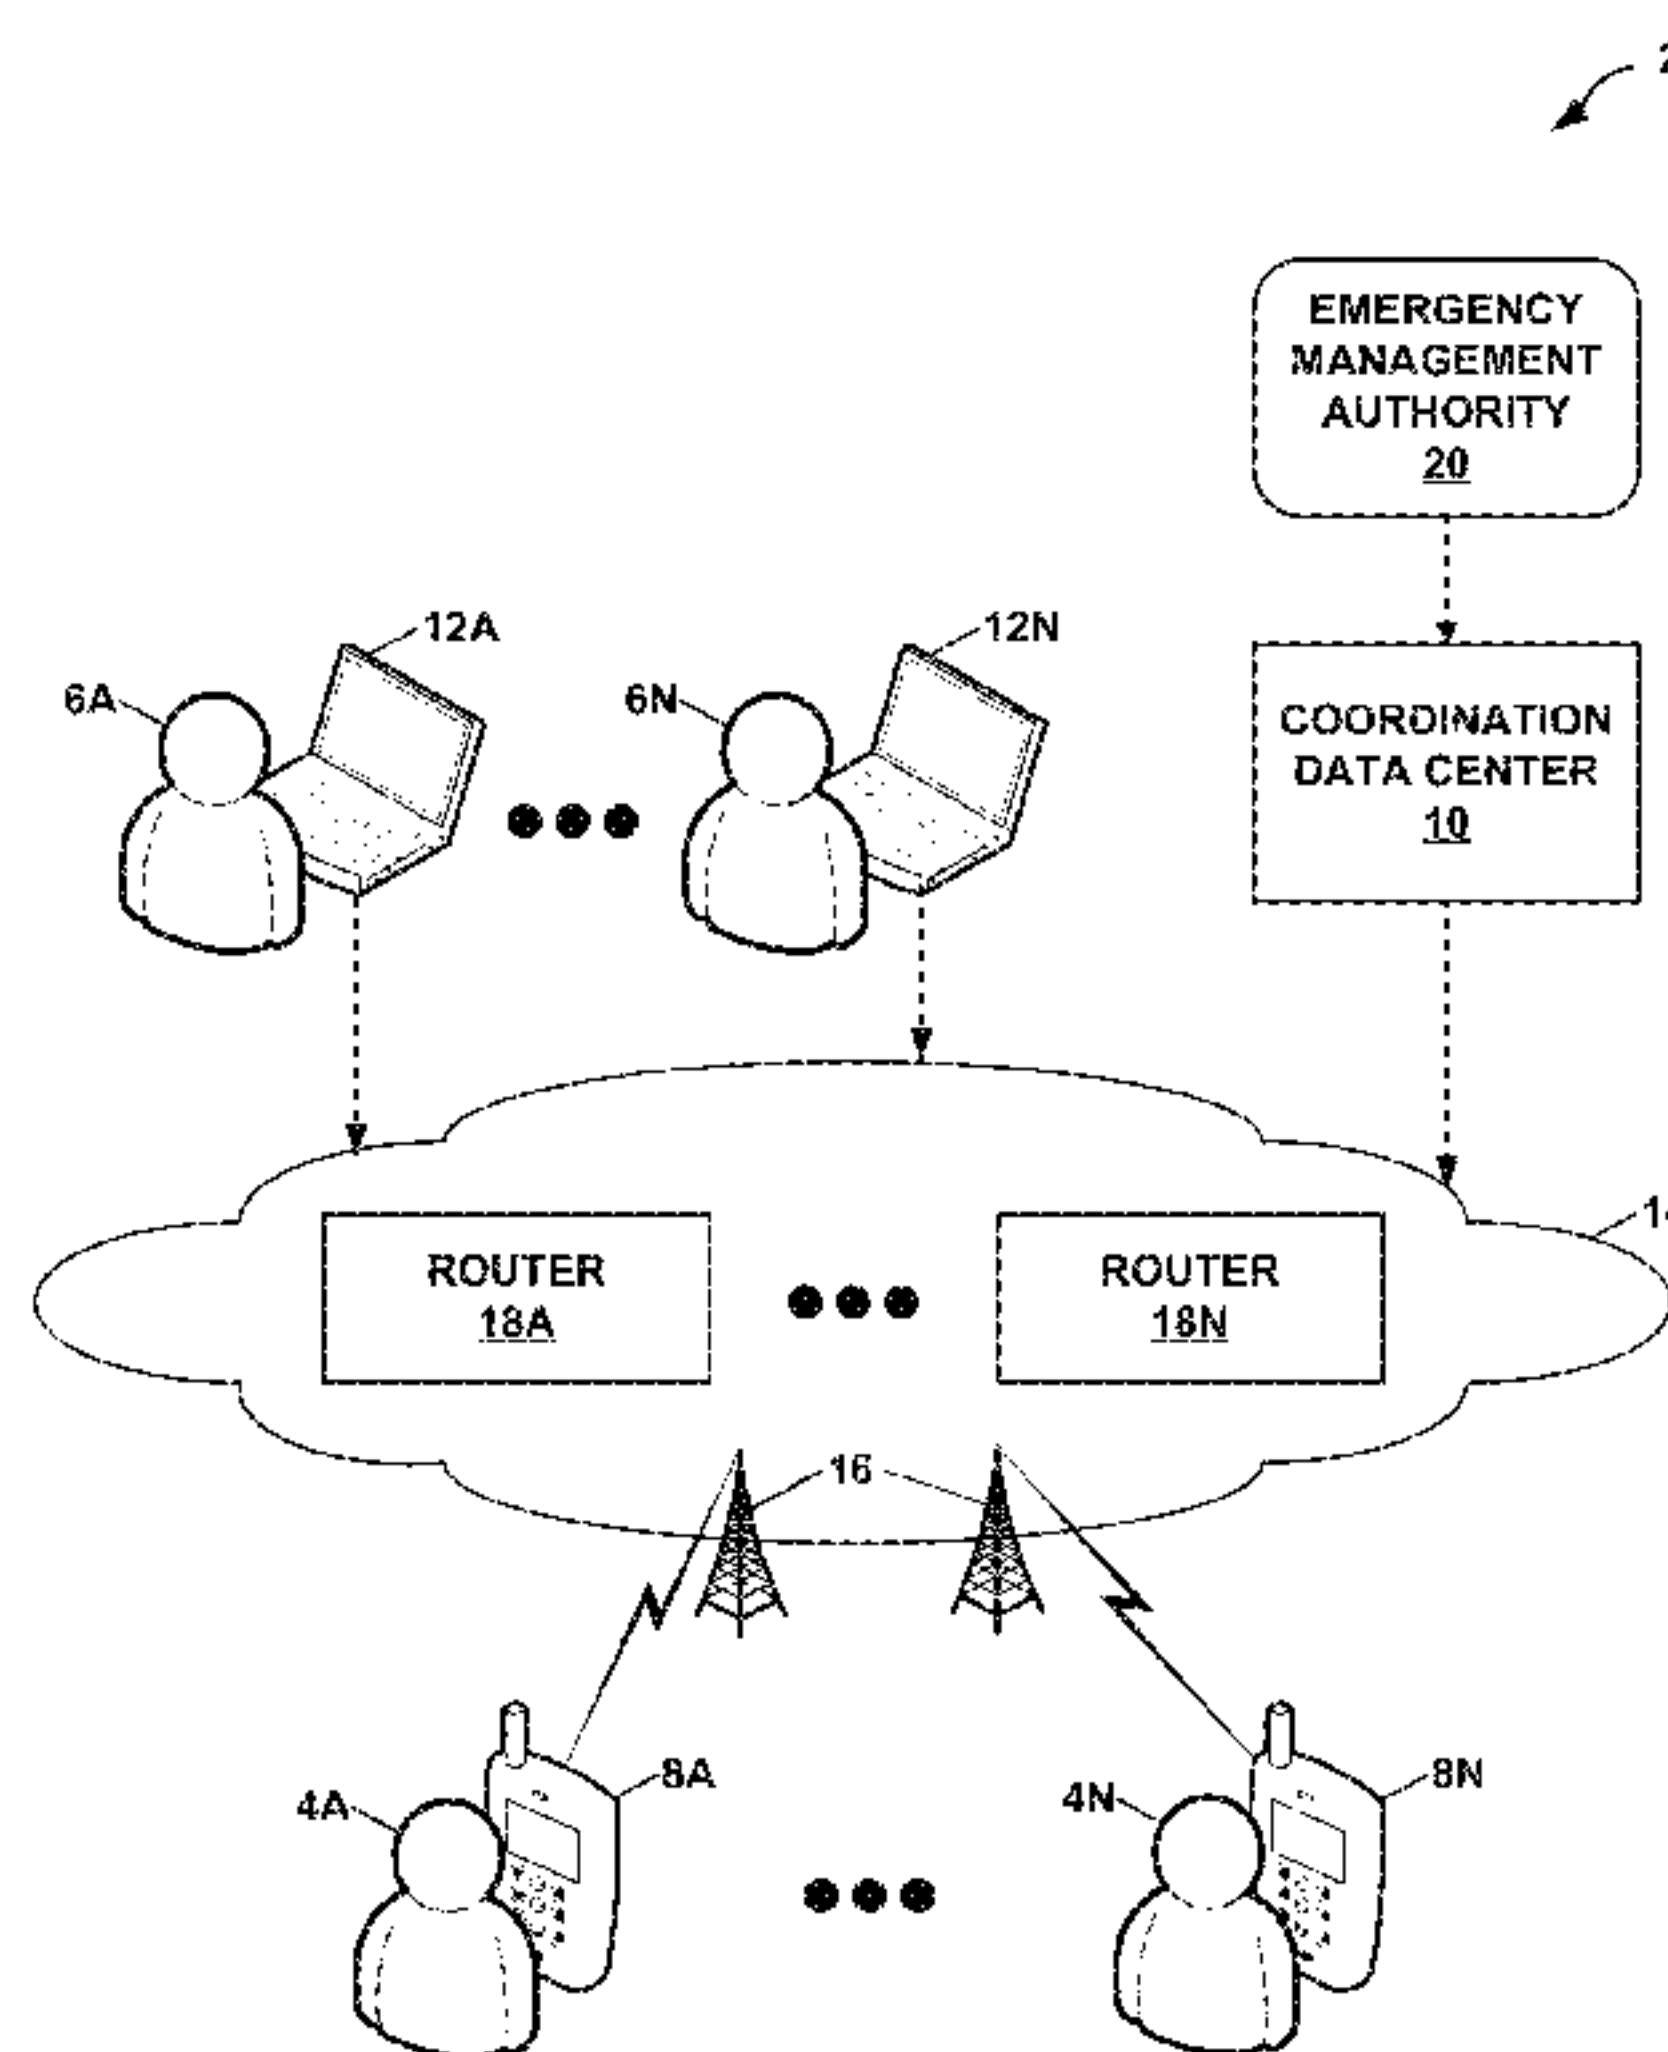 2
EMERGENCY
MANAGEMENT
AUTHORITY
20
12A
12N
6A
6N
COORDINATION
DATA CENTER
10
ROUTER
18A
ROUTER
18N
16
8A
4A
8N
4N